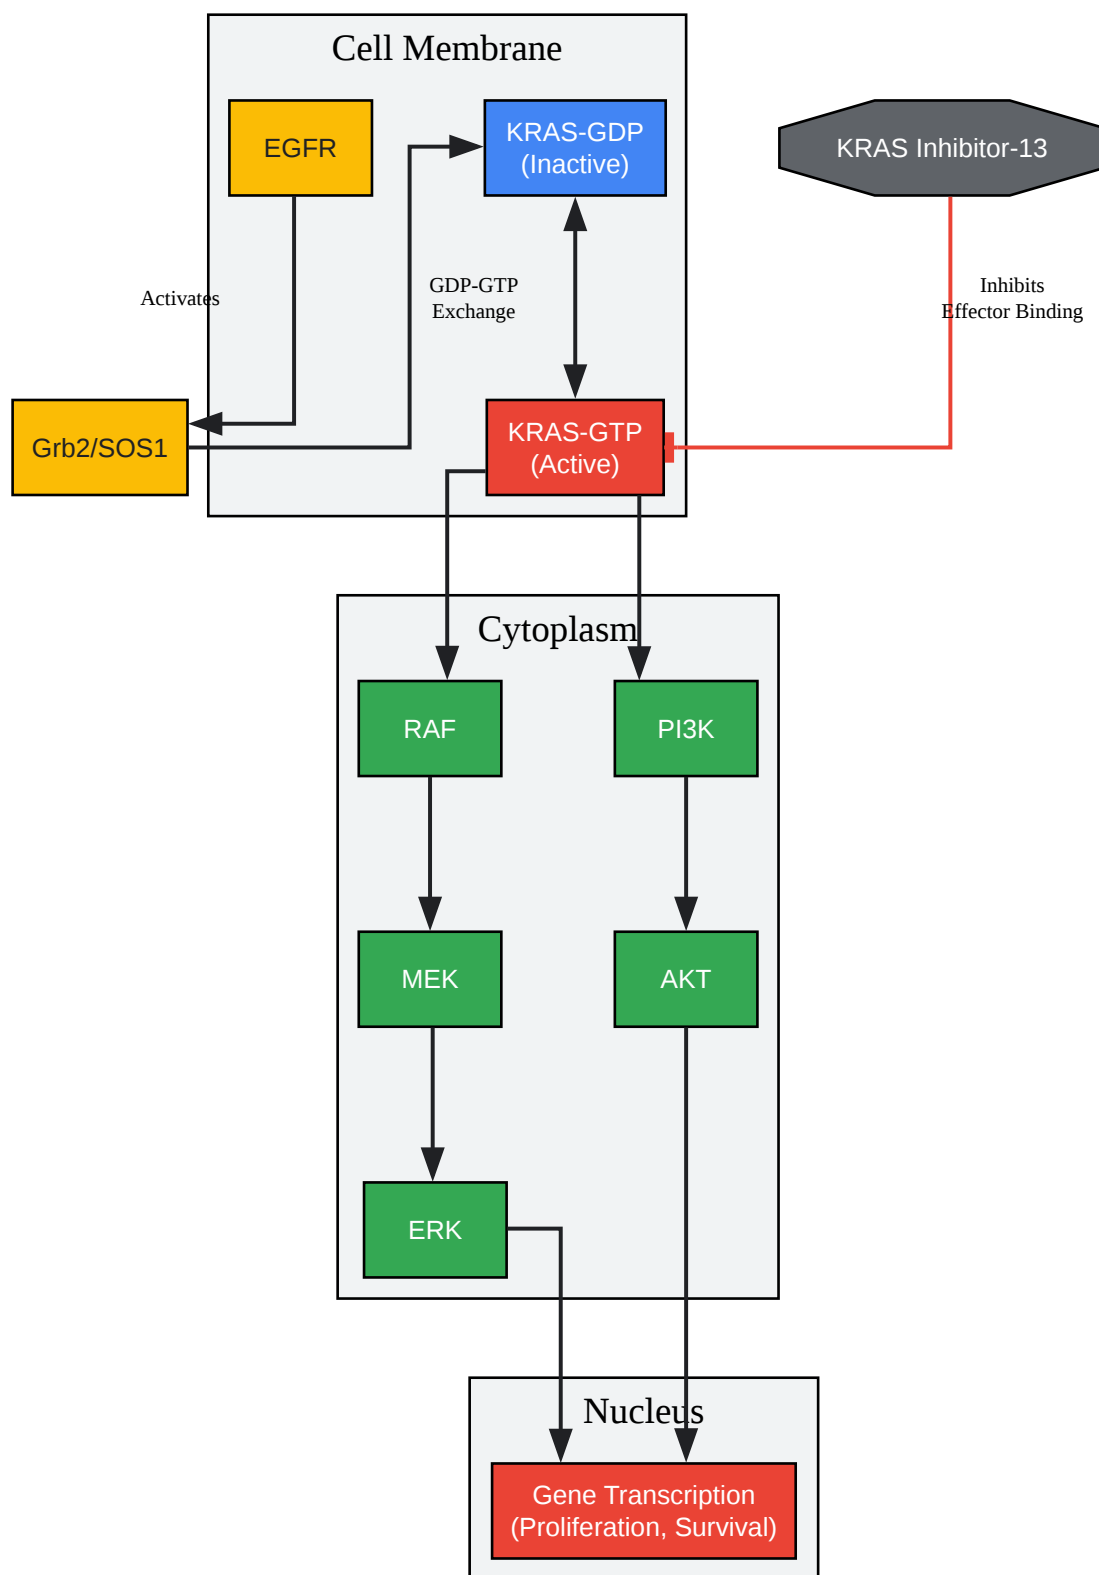 Cell Membrane
EGFR
KRAS-GDP
(Inactive)
KRAS Inhibitor-13
Activates
GDP-GTP
Exchange
Inhibits
Effector Binding
Grb2/SOS1
KRAS-GTP
(Active)
Cytoplasm
RAF
PI3K
MEK
AKT
ERK
Nucleus
Gene Transcription
(Proliferation, Survival)